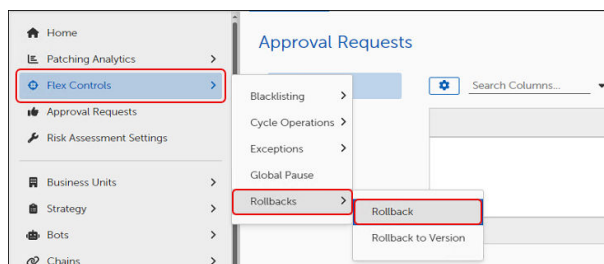 Home
Patching Analytics
Flex Controls
Approval Requests
Risk Assessment Settings
Business Units
Strategy
Bots
Chains
Approval Requests
Search Columns...
Blacklisting
Cycle Operations
Exceptions
Global Pause
Rollbacks
Rollback
Rollback to Version